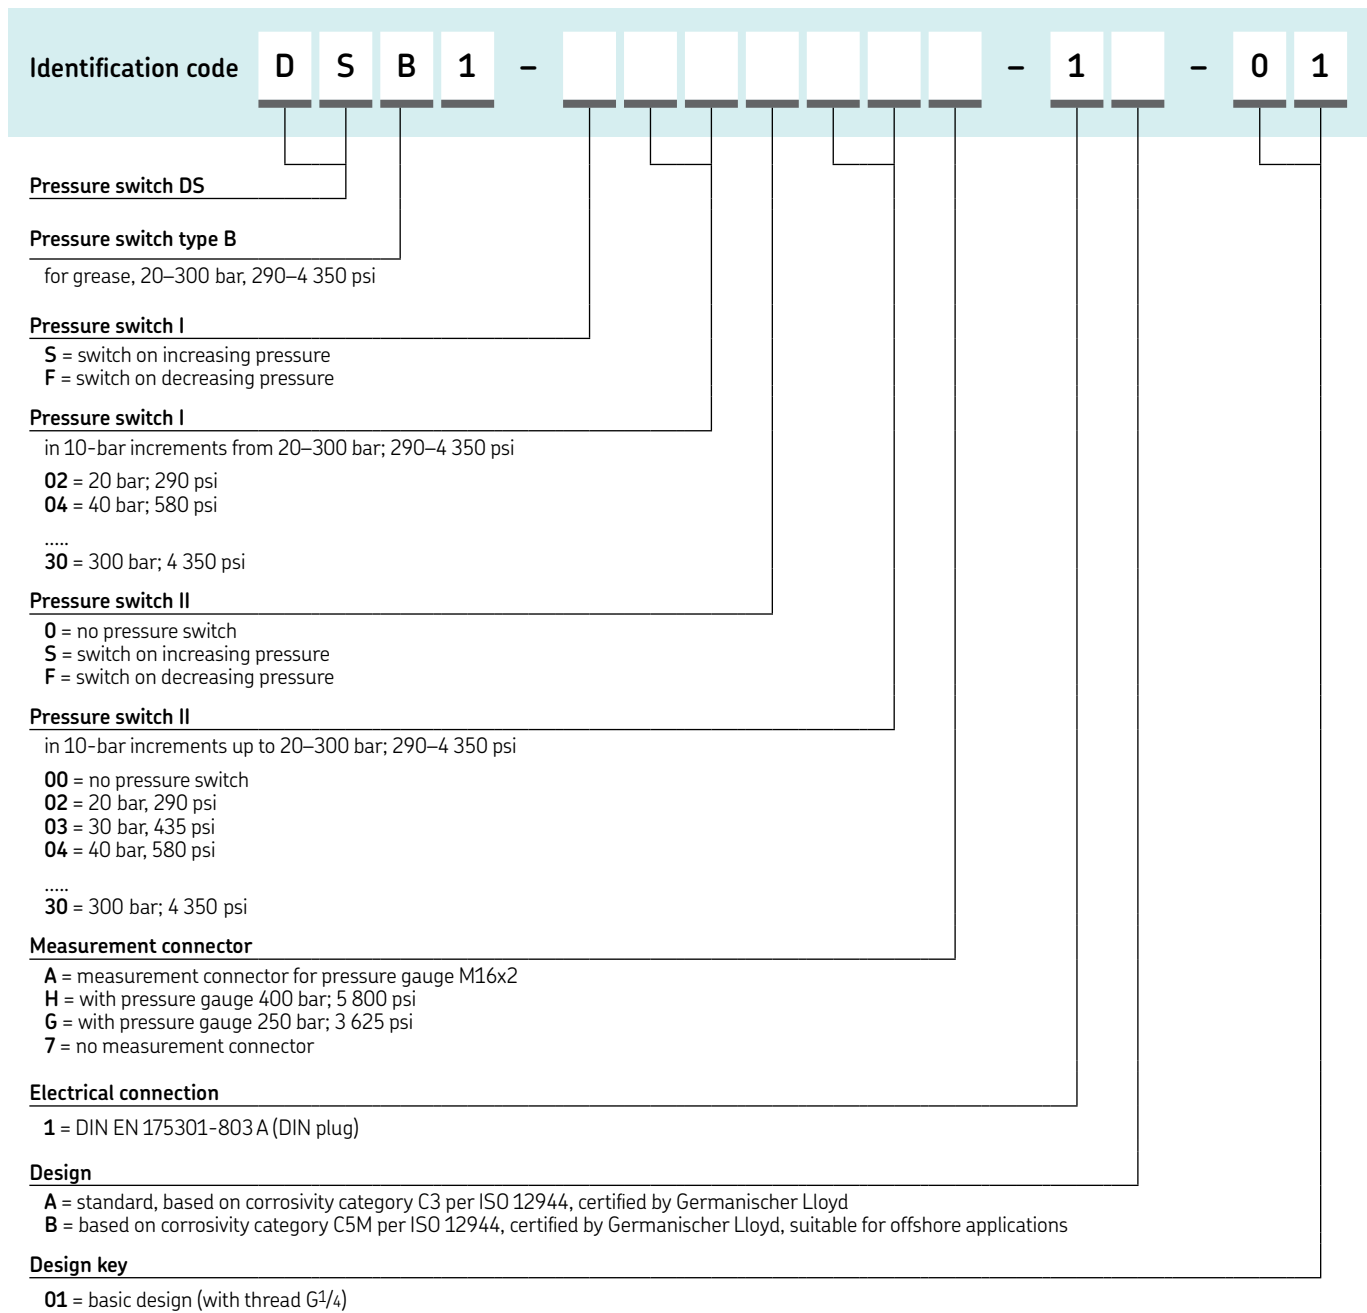 Identification code D S B 1 – – 1 – 0 1
Pressure switch DS
Pressure switch type B
for grease, 20–300 bar, 290–4 350 psi
Pressure switch I
S = switch on increasing pressure
F = switch on decreasing pressure
Pressure switch I
in 10-bar increments from 20–300 bar; 290–4 350 psi
02 = 20 bar; 290 psi
04 = 40 bar; 580 psi
.....
30 = 300 bar; 4 350 psi
Pressure switch II
0 = no pressure switch
S = switch on increasing pressure
F = switch on decreasing pressure
Pressure switch II
in 10-bar increments up to 20–300 bar; 290–4 350 psi
00 = no pressure switch
02 = 20 bar, 290 psi
03 = 30 bar, 435 psi
04 = 40 bar, 580 psi
.....
30 = 300 bar; 4 350 psi
Measurement connector
A = measurement connector for pressure gauge M16x2
H = with pressure gauge 400 bar; 5 800 psi
G = with pressure gauge 250 bar; 3 625 psi
7 = no measurement connector
Electrical connection
1 = DIN EN 175301-803 A (DIN plug)
Design
A = standard, based on corrosivity category C3 per ISO 12944, certified by Germanischer Lloyd
B = based on corrosivity category C5M per ISO 12944, certified by Germanischer Lloyd, suitable for offshore applications
Design key
01 = basic design (with thread G1/4)